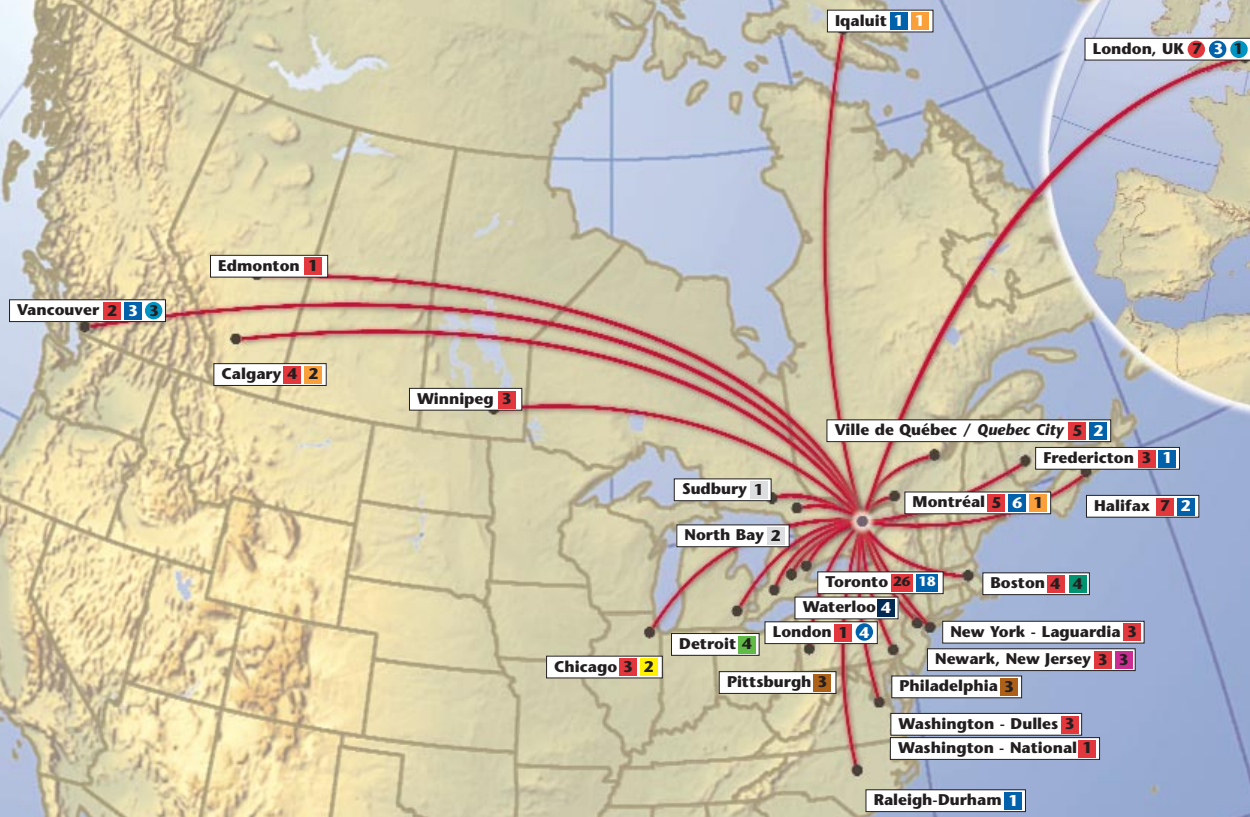 Iqaluit 1 1
London, UK 7 3 1
Edmonton 1
Vancouver 2 3 3
Calgary 4 2
Winnipeg 3
Ville de Québec / Quebec City 5 2
Fredericton 3 1
Sudbury 1
Montréal 5 6 1
Halifax 7 2
North Bay 2
Toronto 26 18
Boston 4 4
Waterloo 4
London 1 4
New York - Laguardia 3
Detroit 4
Newark, New Jersey 3 3
Chicago 3 2
Pittsburgh 3
Philadelphia 3
Washington - Dulles 3
Washington - National 1
Raleigh-Durham 1